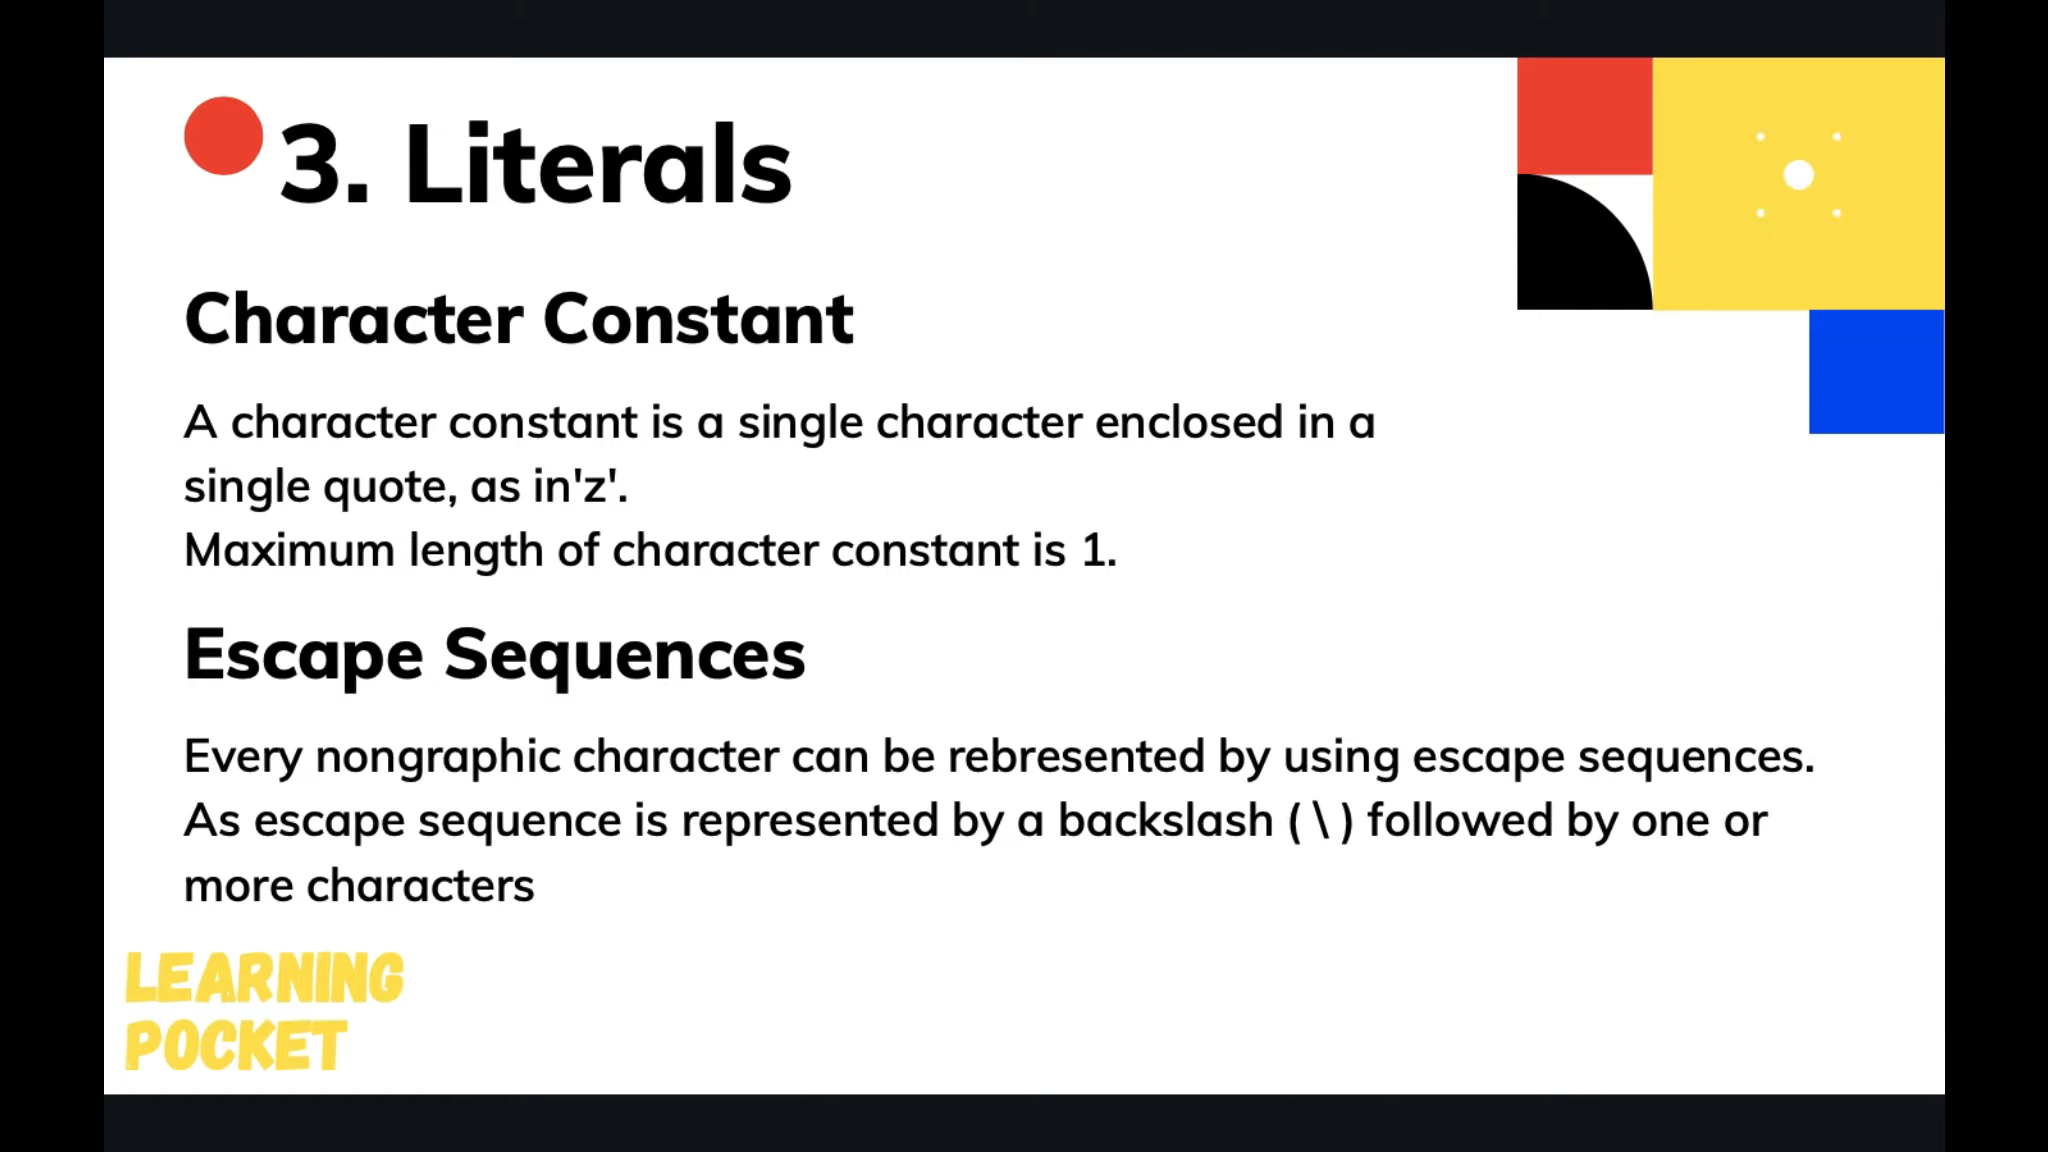 3. Literals
Character Constant
A character constant is a single character enclosed in a
single quote, as in'z'.
Maximum length of character constant is 1.
Escape Sequences
Every nongraphic character can be rebresented by using escape sequences.
As escape sequence is represented by a backslash ( \ ) followed by one or
more characters
LEARNING
POCKET